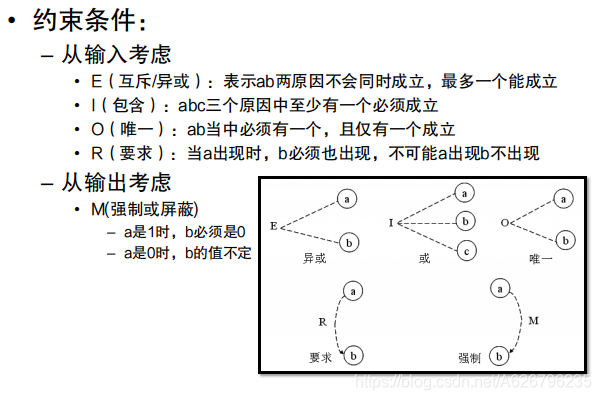 • 约束条件：
– 从输入考虑
• E（互斥/异或）：表示ab两原因不会同时成立，最多一个能成立
• I（包含）：abc三个原因中至少有一个必须成立
• O（唯一）：ab当中必须有一个，且仅有一个成立
• R（要求）：当a出现时，b必须也出现，不可能a出现b不出现
– 从输出考虑
• M(强制或屏蔽)
– a是1时，b必须是0
– a是0时，b的值不定
a
E
b
异或
a
I
b
c
或
a
O
b
唯一
a
R
b
要求
a
M
b
强制
https://blog.csdn.net/A626796235